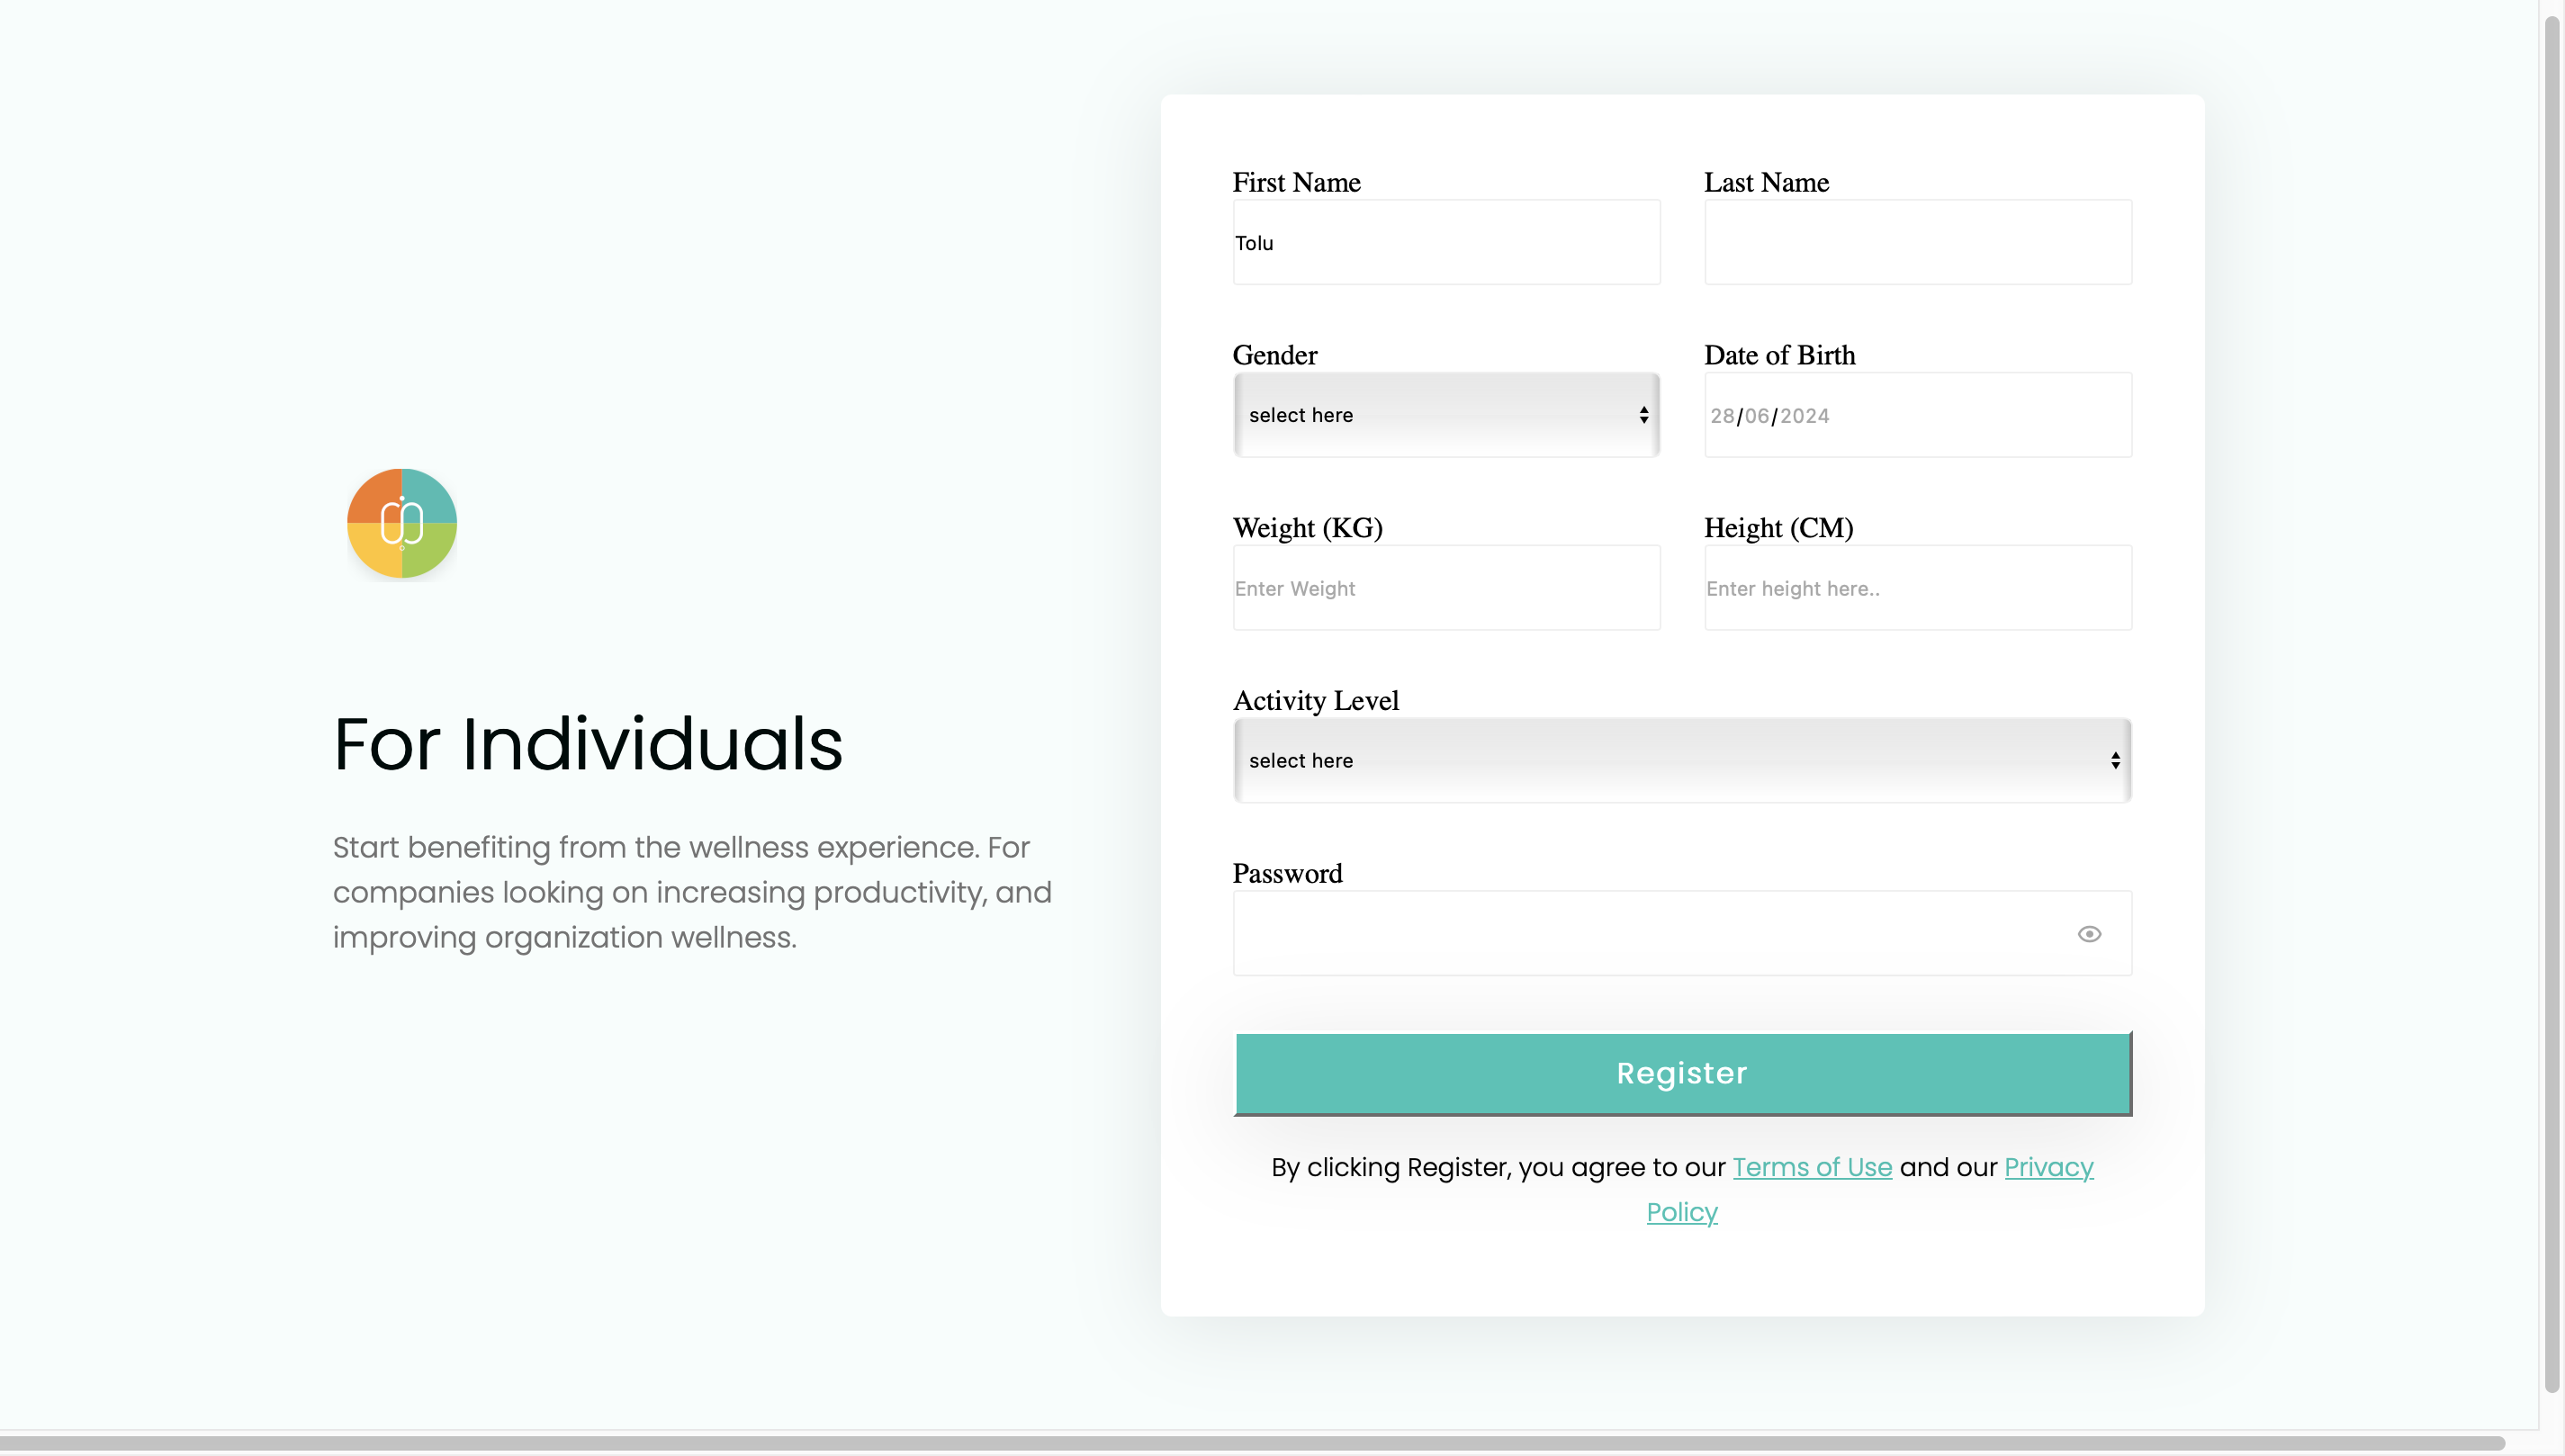 For Individuals
Start benefiting from the wellness experience. For
companies looking on increasing productivity, and
improving organization wellness.
First Name
Last Name
Tolu
Gender
Date of Birth
select here
28/06/2024
Weight (KG)
Height (CM)
Enter Weight
Enter height here..
Activity Level
select here
Password
Register
By clicking Register, you agree to our Terms of Use and our Privacy
Policy